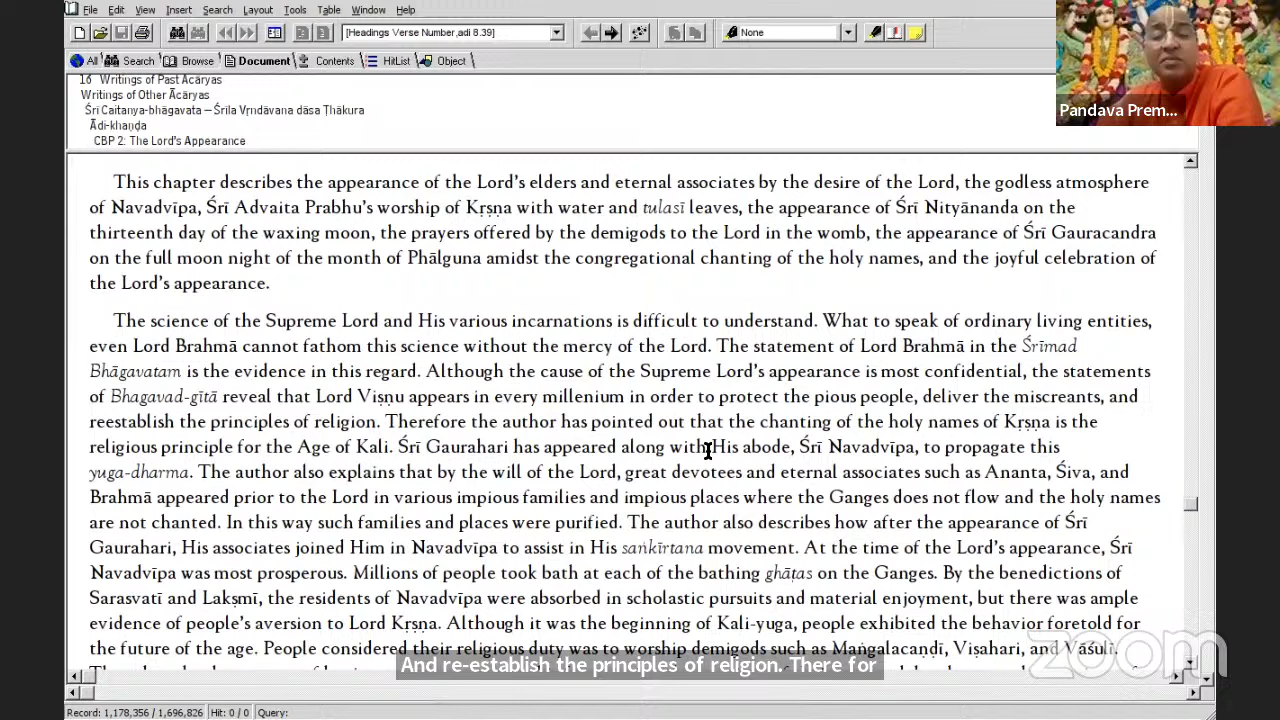 File Edit View Insert Search Layout Tools Table Window Help
[Headings Verse Number,adi 8.39]
None
All Search Browse Document Contents HitList Object
16 Writings of Past Ācāryas
Writings of Other Ācāryas
Śrī Caitanya-bhāgavata — Śrīla Vṛndāvana dāsa Ṭhākura
Ādi-khaṇḍa
CBP 2: The Lord's Appearance
Pandava Prem...
This chapter describes the appearance of the Lord's elders and eternal associates by the desire of the Lord, the godless atmosphere
of Navadvīpa, Śrī Advaita Prabhu's worship of Kṛṣṇa with water and tulasī leaves, the appearance of Śrī Nityānanda on the
thirteenth day of the waxing moon, the prayers offered by the demigods to the Lord in the womb, the appearance of Śrī Gauracandra
on the full moon night of the month of Phālguna amidst the congregational chanting of the holy names, and the joyful celebration of
the Lord's appearance.
The science of the Supreme Lord and His various incarnations is difficult to understand. What to speak of ordinary living entities,
even Lord Brahmā cannot fathom this science without the mercy of the Lord. The statement of Lord Brahmā in the Śrīmad
Bhāgavatam is the evidence in this regard. Although the cause of the Supreme Lord's appearance is most confidential, the statements
of Bhagavad-gītā reveal that Lord Viṣṇu appears in every millenium in order to protect the pious people, deliver the miscreants, and
reestablish the principles of religion. Therefore the author has pointed out that the chanting of the holy names of Kṛṣṇa is the
religious principle for the Age of Kali. Śrī Gaurahari has appeared along with His abode, Śrī Navadvīpa, to propagate this
yuga-dharma. The author also explains that by the will of the Lord, great devotees and eternal associates such as Ananta, Śiva, and
Brahmā appeared prior to the Lord in various impious families and impious places where the Ganges does not flow and the holy names
are not chanted. In this way such families and places were purified. The author also describes how after the appearance of Śrī
Gaurahari, His associates joined Him in Navadvīpa to assist in His saṅkīrtana movement. At the time of the Lord's appearance, Śrī
Navadvīpa was most prosperous. Millions of people took bath at each of the bathing ghāṭas on the Ganges. By the benedictions of
Sarasvatī and Lakṣmī, the residents of Navadvīpa were absorbed in scholastic pursuits and material enjoyment, but there was ample
evidence of people's aversion to Lord Kṛṣṇa. Although it was the beginning of Kali-yuga, people exhibited the behavior foretold for
the future of the age. People considered their religious duty was to worship demigods such as Maṅgalacaṇḍī, Viṣahari, and Vāśulī.
And re-establish the principles of religion. There for
zoom
Record: 1,178,356 / 1,696,826 Hit: 0 / 0 Query: